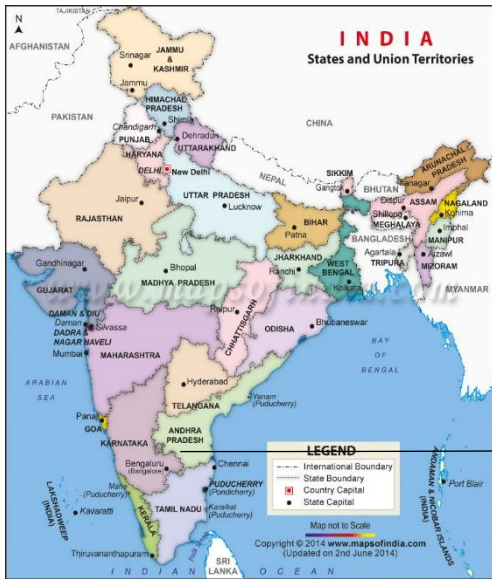 TAJIKISTAN
INDIA
States and Union Territories
N
AFGHANISTAN
JAMMU
&
KASHMIR
Srinagar
Jammu
HIMACHAL
PRADESH
Shimla
PAKISTAN
Chandigarh
PUNJAB
Dehradun
UTTARAKHAND
CHINA
HARYANA
DELHI
New Delhi
NEPAL
SIKKIM
Gangtok
BHUTAN
ARUNACHAL
PRADESH
Itanagar
RAJASTHAN
Jaipur
UTTAR PRADESH
Lucknow
Dispur
ASSAM
NAGALAND
Kohima
Shillong
MEGHALAYA
BIHAR
Patna
Imphal
MANIPUR
BANGLADESH
Agartala
TRIPURA
Aizawl
MIZORAM
Gandhinagar
GUJARAT
Bhopal
MADHYA PRADESH
JHARKHAND
Ranchi
WEST
BENGAL
Kolkata
MYANMAR
DAMAN & DIU
Daman
Silvassa
DADRA &
NAGAR HAVELI
Raipur
CHHATTISGARH
ODISHA
Bhubaneswar
Mumbai
MAHARASHTRA
BAY
OF
BENGAL
ARABIAN
SEA
Hyderabad
TELANGANA
Yanam
(Puducherry)
Panaji
GOA
KARNATAKA
ANDHRA
PRADESH
Bengaluru
(Bangalore)
Chennai
Mahe
(Puducherry)
PUDUCHERRY
(Pondicherry)
Karaikal
(Puducherry)
LAKSHADWEEP
(INDIA)
Kavaratti
KERALA
TAMIL NADU
Thiruvananthapuram
SRI
LANKA
INDIAN OCEAN
ANDAMAN & NICOBAR ISLANDS
(INDIA)
Port Blair
LEGEND
International Boundary
State Boundary
Country Capital
State Capital
Map not to Scale
Copyright © 2014 www.mapsofindia.com
(Updated on 2nd June 2014)